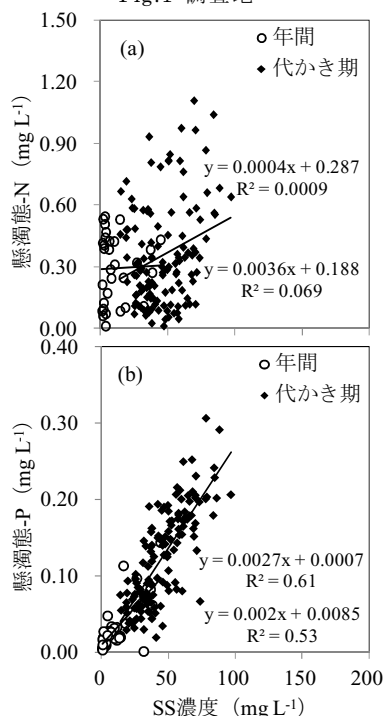 Fig.1 調査地
懸濁態-N (mg L⁻¹)
1.50
1.20
0.90
0.60
0.30
0.00
(a)
年間
代かき期
y = 0.0004x + 0.287
R² = 0.0009
y = 0.0036x + 0.188
R² = 0.069
懸濁態-P (mg L⁻¹)
0.40
0.30
0.20
0.10
0.00
(b)
年間
代かき期
y = 0.0027x + 0.0007
R² = 0.61
y = 0.002x + 0.0085
R² = 0.53
0 50 100 150 200
SS濃度 (mg L⁻¹)